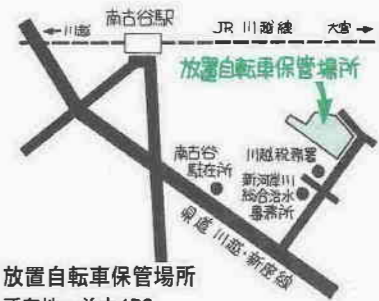 南古谷駅
←川越
JR 川越線
大宮→
放置自転車保管場所
南古谷
駐在所
川越税務署
新河岸川
総合治水
事務所
県道 川越・新座線
放置自転車保管場所